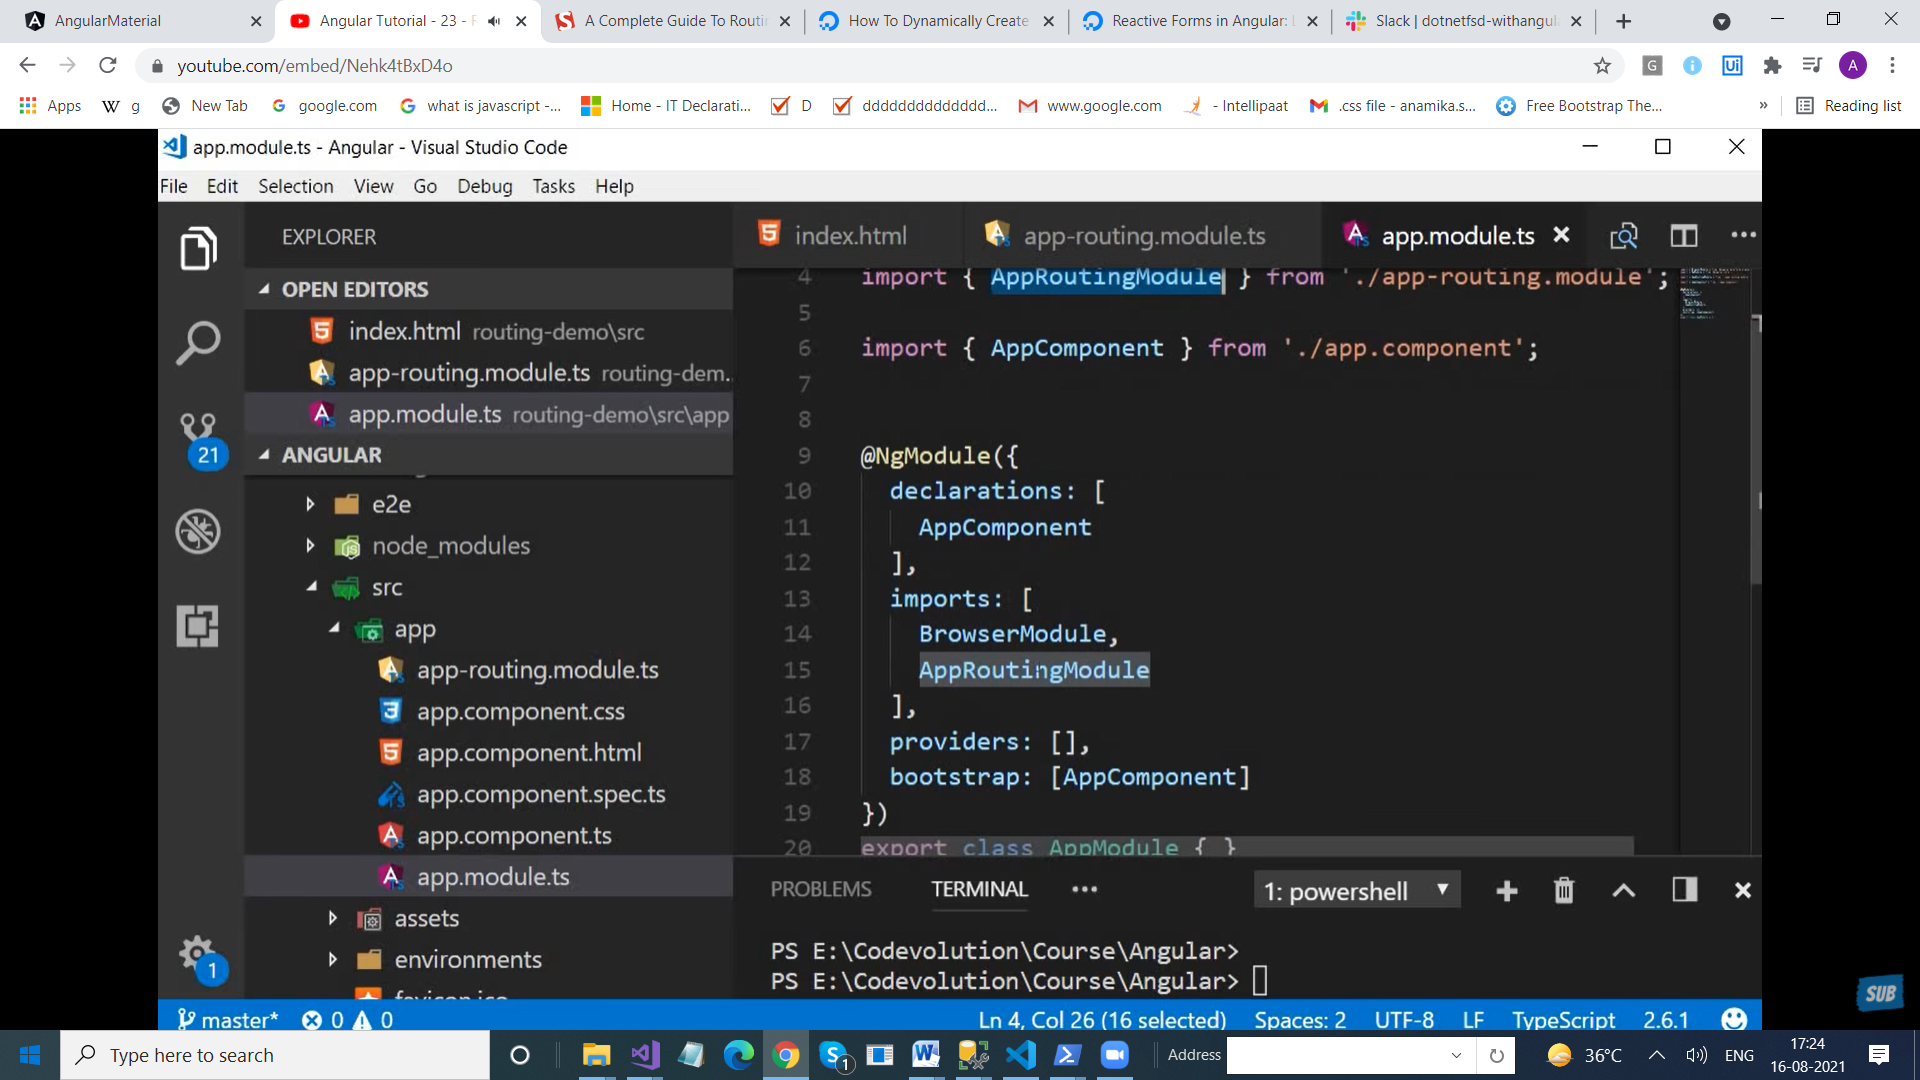 AngularMaterial
Angular Tutorial - 23 - R
A Complete Guide To Routin
How To Dynamically Create
Reactive Forms in Angular: L
Slack | dotnetfsd-withangula
youtube.com/embed/Nehk4tBxD4o
G
Ui
A
Apps
W g
New Tab
G google.com
G what is javascript -...
Home - IT Declarati...
D
dddddddddddddd...
www.google.com
- Intellipaat
.css file - anamika.s...
Free Bootstrap The...
»
Reading list
app.module.ts - Angular - Visual Studio Code
File Edit Selection View Go Debug Tasks Help
EXPLORER
index.html
app-routing.module.ts
app.module.ts
OPEN EDITORS
index.html routing-demo\src
app-routing.module.ts routing-dem...
app.module.ts routing-demo\src\app
21
ANGULAR
e2e
node_modules
src
app
app-routing.module.ts
app.component.css
app.component.html
app.component.spec.ts
app.component.ts
app.module.ts
assets
environments
favicon.ico
1
4 import { AppRoutingModule } from './app-routing.module';
5
6 import { AppComponent } from './app.component';
7
8
9 @NgModule({
10 declarations: [
11 AppComponent
12 ],
13 imports: [
14 BrowserModule,
15 AppRoutingModule
16 ],
17 providers: [],
18 bootstrap: [AppComponent]
19 })
20 export class AppModule { }
PROBLEMS TERMINAL ...
1: powershell
PS E:\Codevolution\Course\Angular>
PS E:\Codevolution\Course\Angular>
SUB
master* 0 0
Ln 4, Col 26 (16 selected) Spaces: 2 UTF-8 LF TypeScript 2.6.1
Type here to search
1
Address
36°C
ENG
17:24
16-08-2021